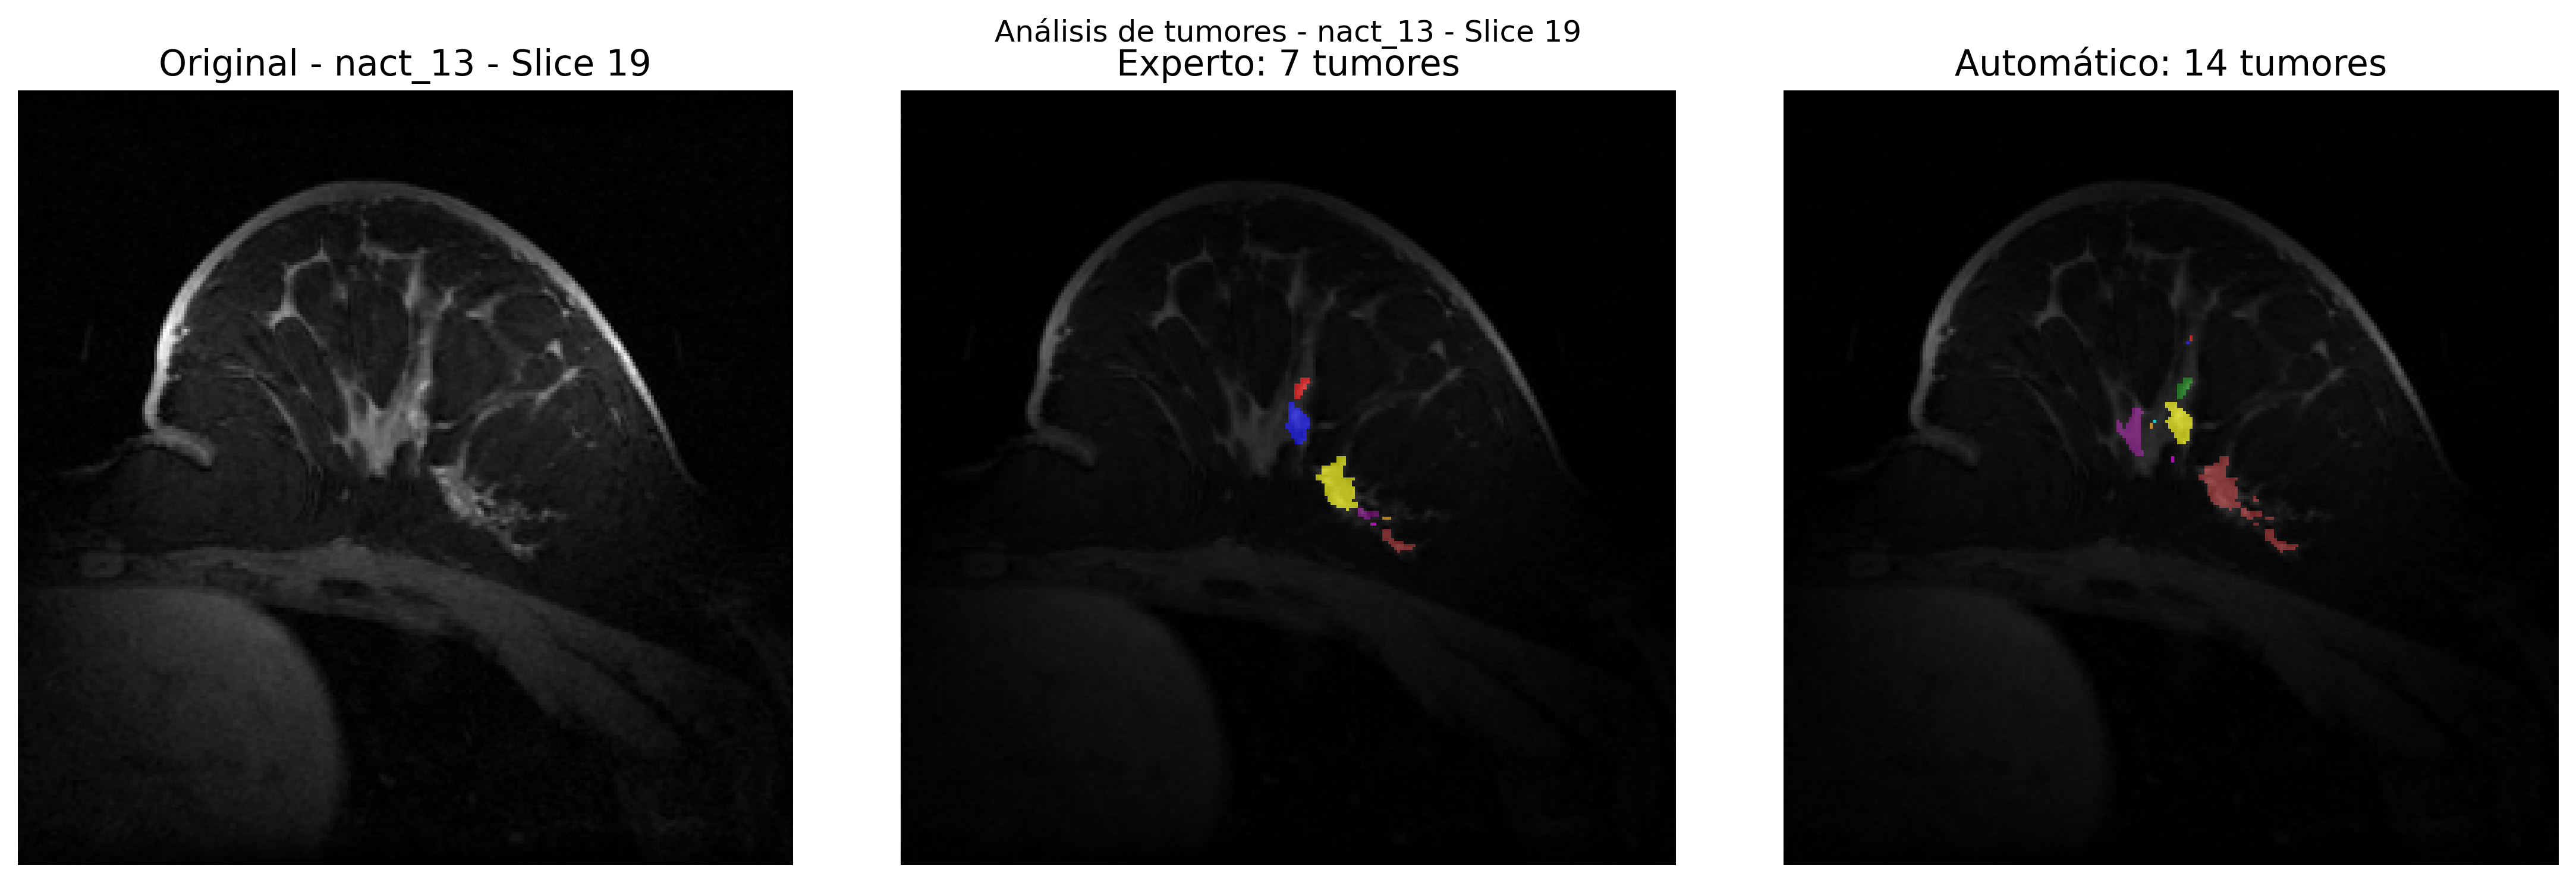 Análisis de tumores - nact_13 - Slice 19
Original - nact_13 - Slice 19
Experto: 7 tumores
Automático: 14 tumores